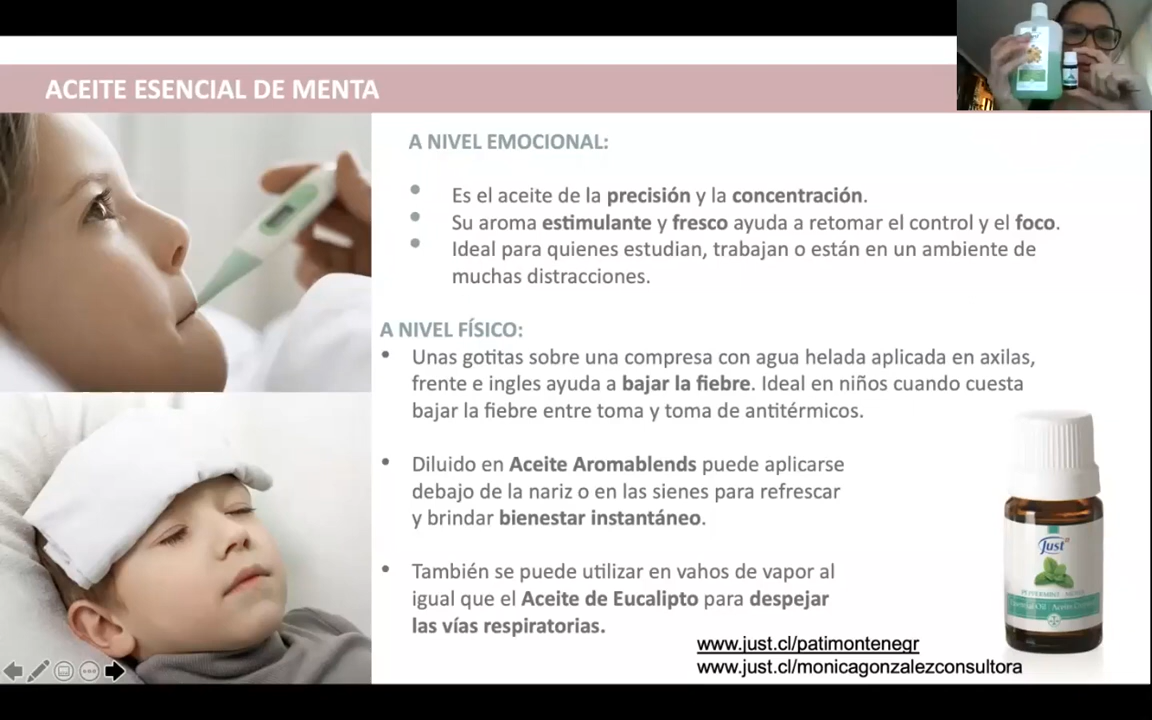 ACEITE ESENCIAL DE MENTA
A NIVEL EMOCIONAL:
• Es el aceite de la precisión y la concentración.
• Su aroma estimulante y fresco ayuda a retomar el control y el foco.
• Ideal para quienes estudian, trabajan o están en un ambiente de
muchas distracciones.
A NIVEL FÍSICO:
• Unas gotitas sobre una compresa con agua helada aplicada en axilas,
frente e ingles ayuda a bajar la fiebre. Ideal en niños cuando cuesta
bajar la fiebre entre toma y toma de antitérmicos.
• Diluido en Aceite Aromablends puede aplicarse
debajo de la nariz o en las sienes para refrescar
y brindar bienestar instantáneo.
• También se puede utilizar en vahos de vapor al
igual que el Aceite de Eucalipto para despejar
las vías respiratorias.
Just
Essential Oil | Aceite
www.just.cl/patimontenegr
www.just.cl/monicagonzalezconsultora